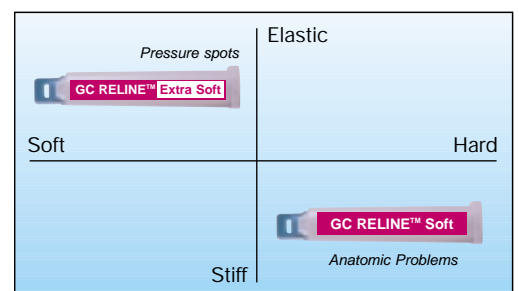 Elastic
Pressure spots
GC RELINE™ Extra Soft
Soft
Hard
GC RELINE™ Soft
Anatomic Problems
Stiff